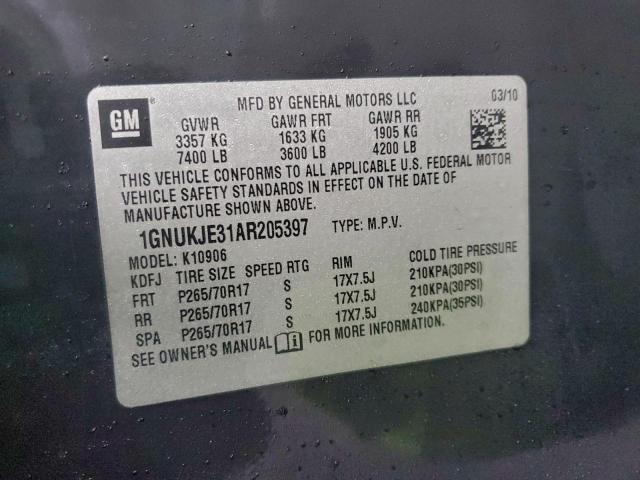 GM
MFD BY GENERAL MOTORS LLC 03/10
GVWR GAWR FRT GAWR RR
3357 KG 1633 KG 1905 KG
7400 LB 3600 LB 4200 LB
THIS VEHICLE CONFORMS TO ALL APPLICABLE U.S. FEDERAL MOTOR
VEHICLE SAFETY STANDARDS IN EFFECT ON THE DATE OF
MANUFACTURE SHOWN ABOVE.
1GNUKJE31AR205397 TYPE: M.P.V.
MODEL: K10906
KDFJ TIRE SIZE SPEED RTG RIM COLD TIRE PRESSURE
FRT P265/70R17 S 17X7.5J 210KPA(30PSI)
RR P265/70R17 S 17X7.5J 210KPA(30PSI)
SPA P265/70R17 S 17X7.5J 240KPA(35PSI)
SEE OWNER'S MANUAL FOR MORE INFORMATION.